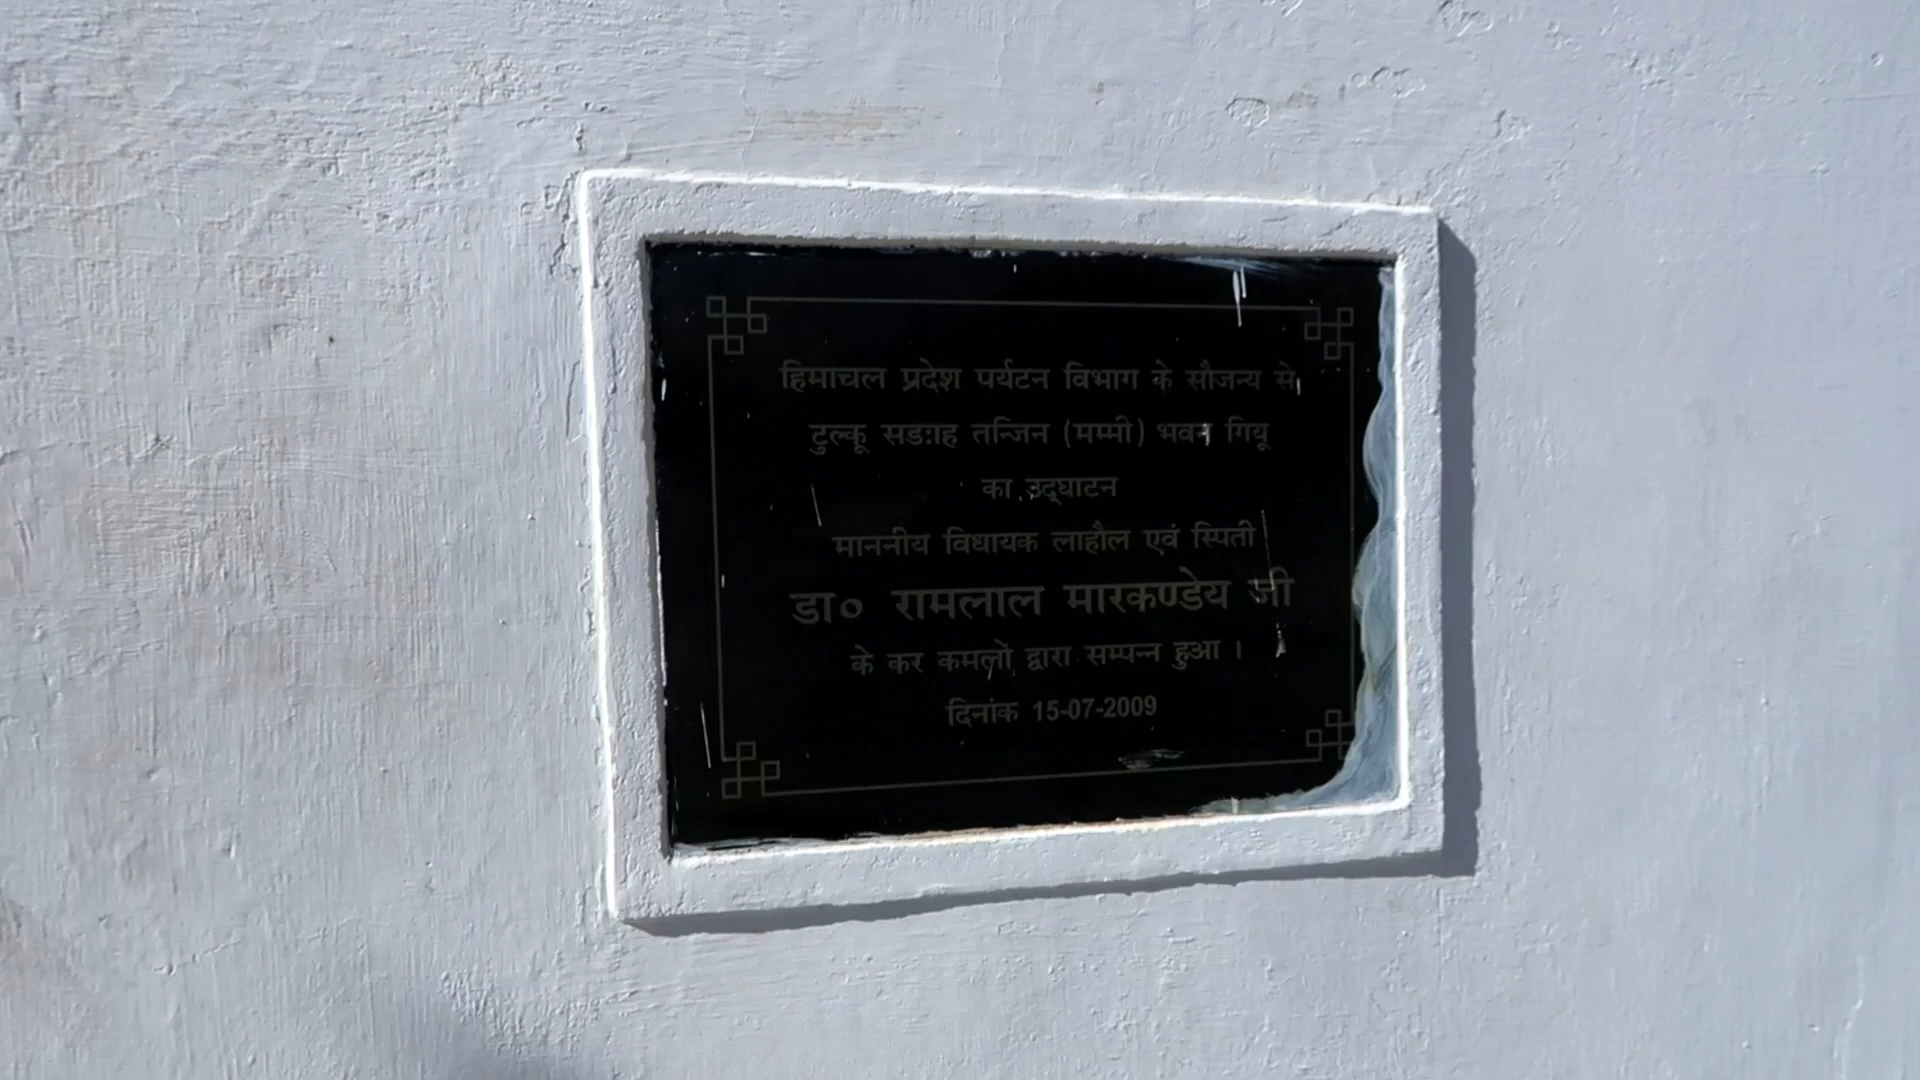 हिमाचल प्रदेश पर्यटन विभाग के सौजन्य से
टुल्कू सडःाह तन्जिन (मम्मी) भवन गियू
का उद्‌घाटन
माननीय विधायक लाहौल एवं स्पिती
डा० रामलाल मारकण्डेय जी
के कर कमलों द्वारा सम्पन्न हुआ ।
दिनांक 15-07-2009